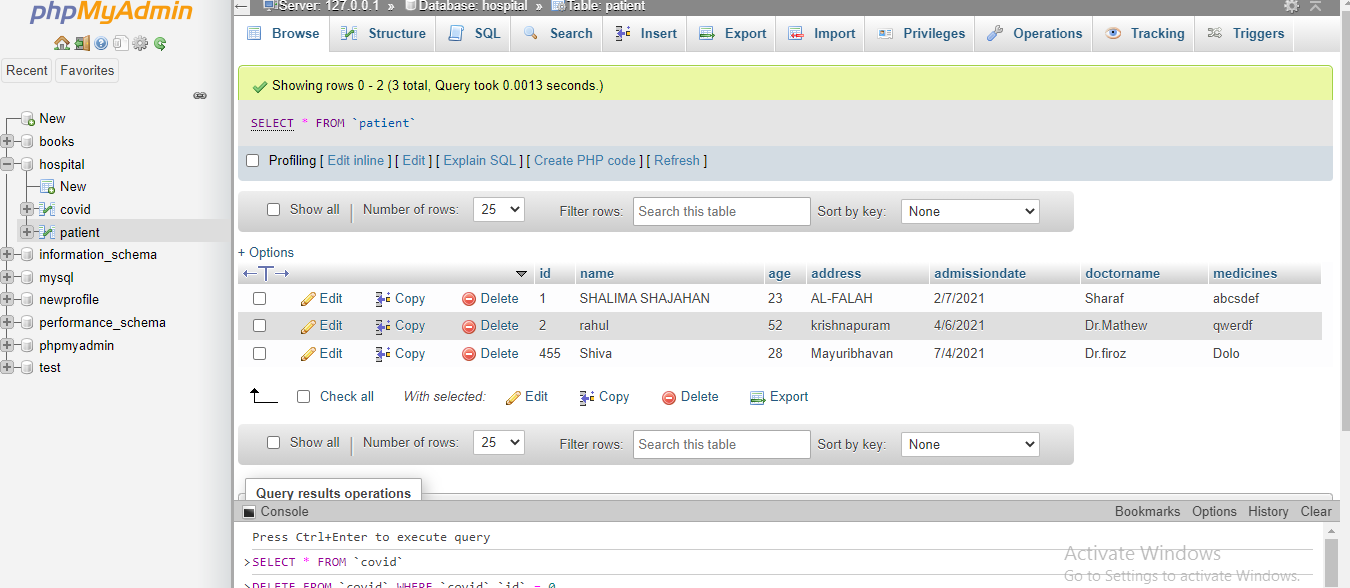 phpMyAdmin
Recent Favorites
New
books
hospital
New
covid
patient
information_schema
mysql
newprofile
performance_schema
phpmyadmin
test
Server: 127.0.0.1 » Database: hospital » Table: patient
Browse Structure SQL Search Insert Export Import Privileges Operations Tracking Triggers
Showing rows 0 - 2 (3 total, Query took 0.0013 seconds.)
SELECT * FROM `patient`
Profiling [ Edit inline ] [ Edit ] [ Explain SQL ] [ Create PHP code ] [ Refresh ]
Show all | Number of rows: 25 Filter rows: Search this table Sort by key: None
+ Options
←T→ id name age address admissiondate doctorname medicines
Edit Copy Delete 1 SHALIMA SHAJAHAN 23 AL-FALAH 2/7/2021 Sharaf abcsdef
Edit Copy Delete 2 rahul 52 krishnapuram 4/6/2021 Dr.Mathew qwerdf
Edit Copy Delete 455 Shiva 28 Mayuribhavan 7/4/2021 Dr.firoz Dolo
Check all With selected: Edit Copy Delete Export
Show all | Number of rows: 25 Filter rows: Search this table Sort by key: None
Query results operations
Console Bookmarks Options History Clear
Press Ctrl+Enter to execute query
>SELECT * FROM `covid`
>DELETE FROM `covid` WHERE `covid`.`id` = 0
Activate Windows
Go to Settings to activate Windows.